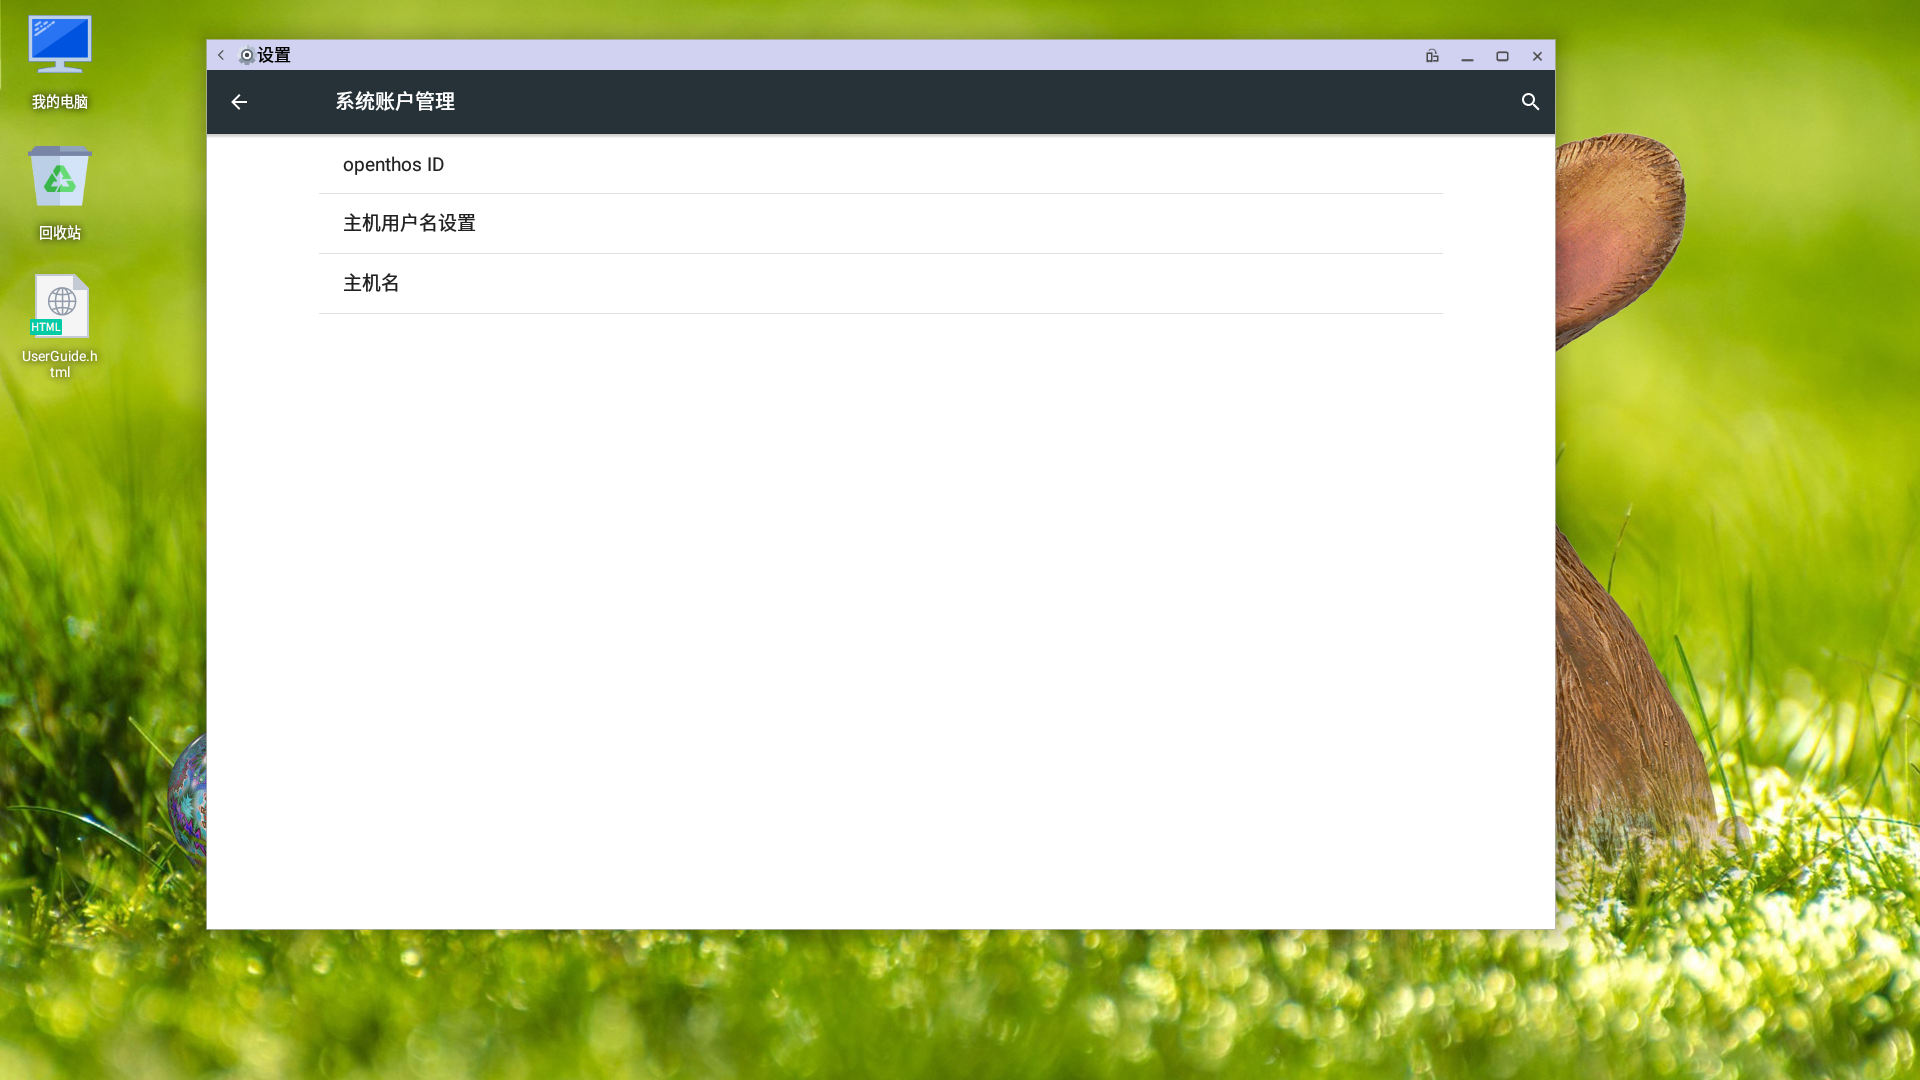 我的电脑
回收站
HTML
UserGuide.h
tml
设置
系统账户管理
openthos ID
主机用户名设置
主机名